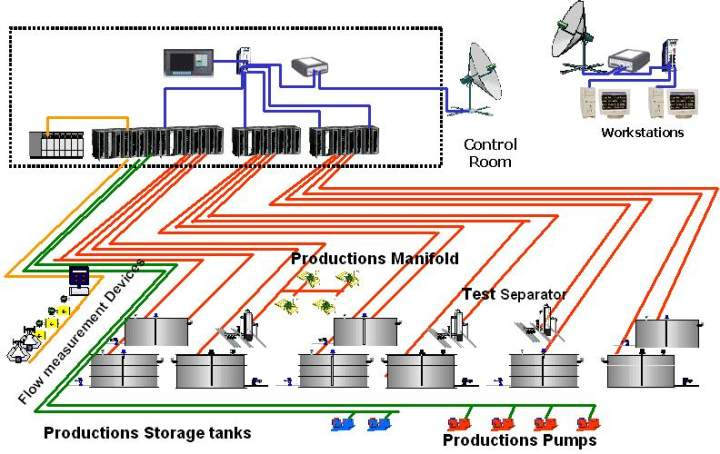 Workstations
Control
Room
Productions Manifold
Test Separator
Flow measurement Devices
Productions Storage tanks
Productions Pumps